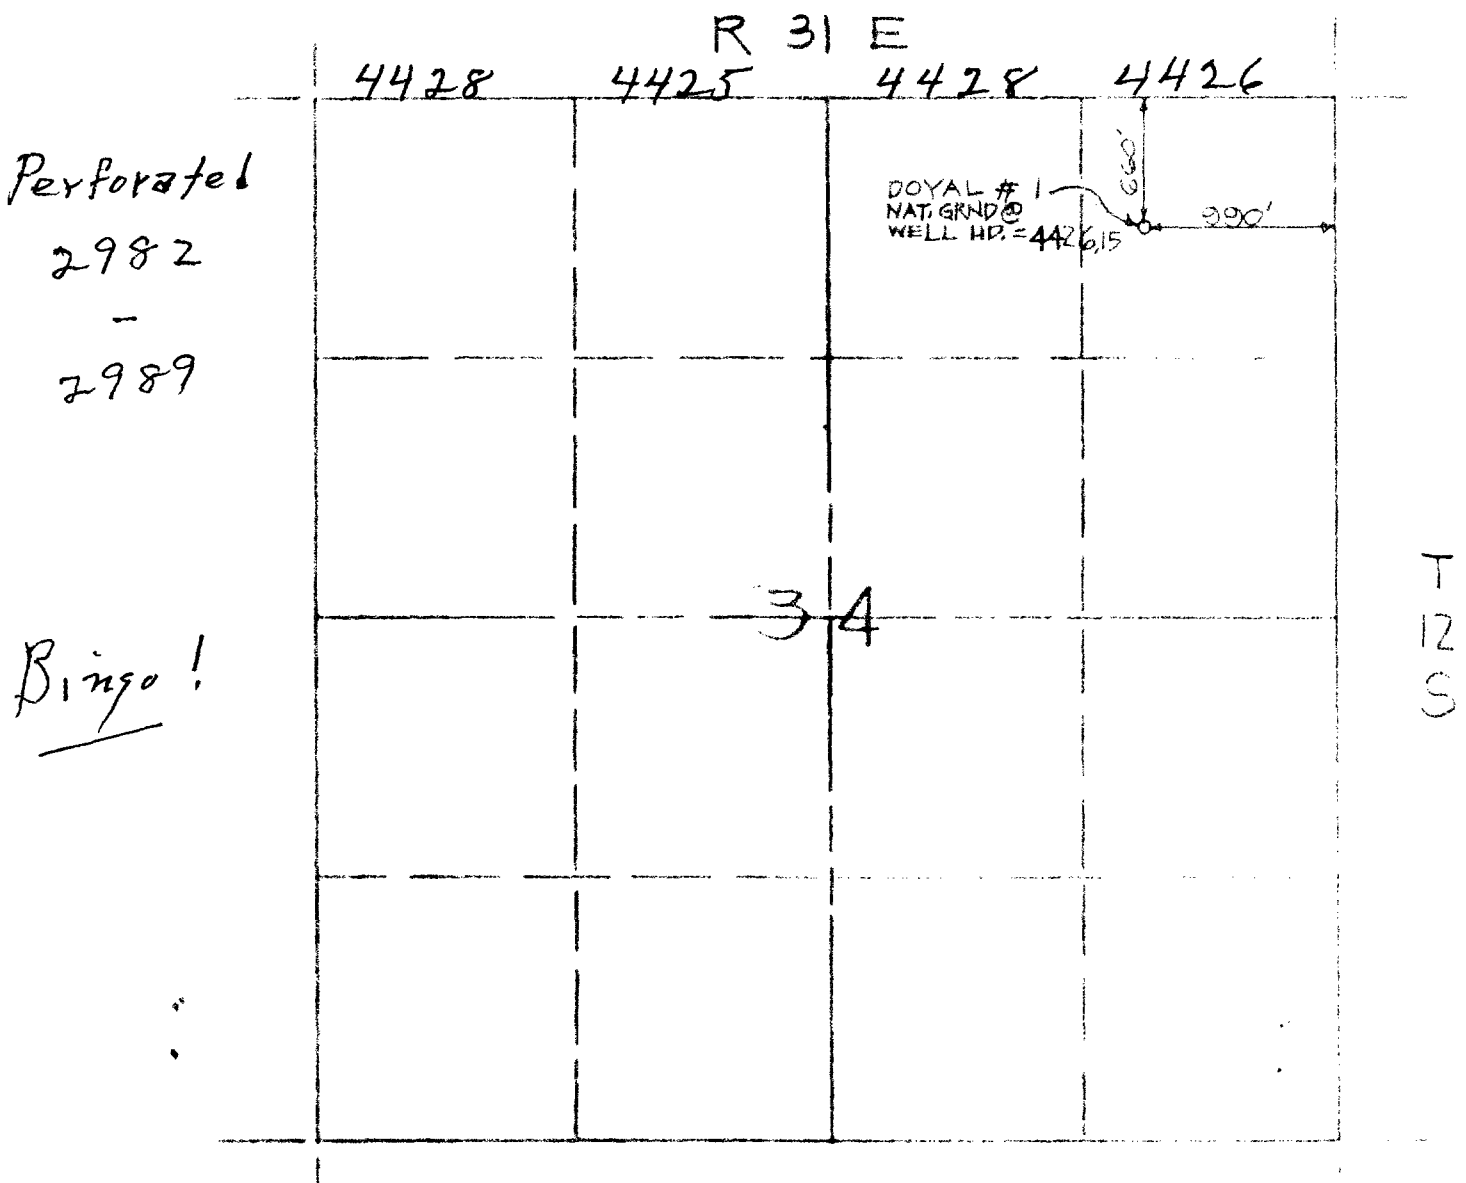 R 31 E
4428 4425 4428 4426
Perforated
2982
-
2989
660'
DOYAL # 1
NAT. GRND @
WELL HD. = 4426.15
990'
34
T
12
S
Bingo!